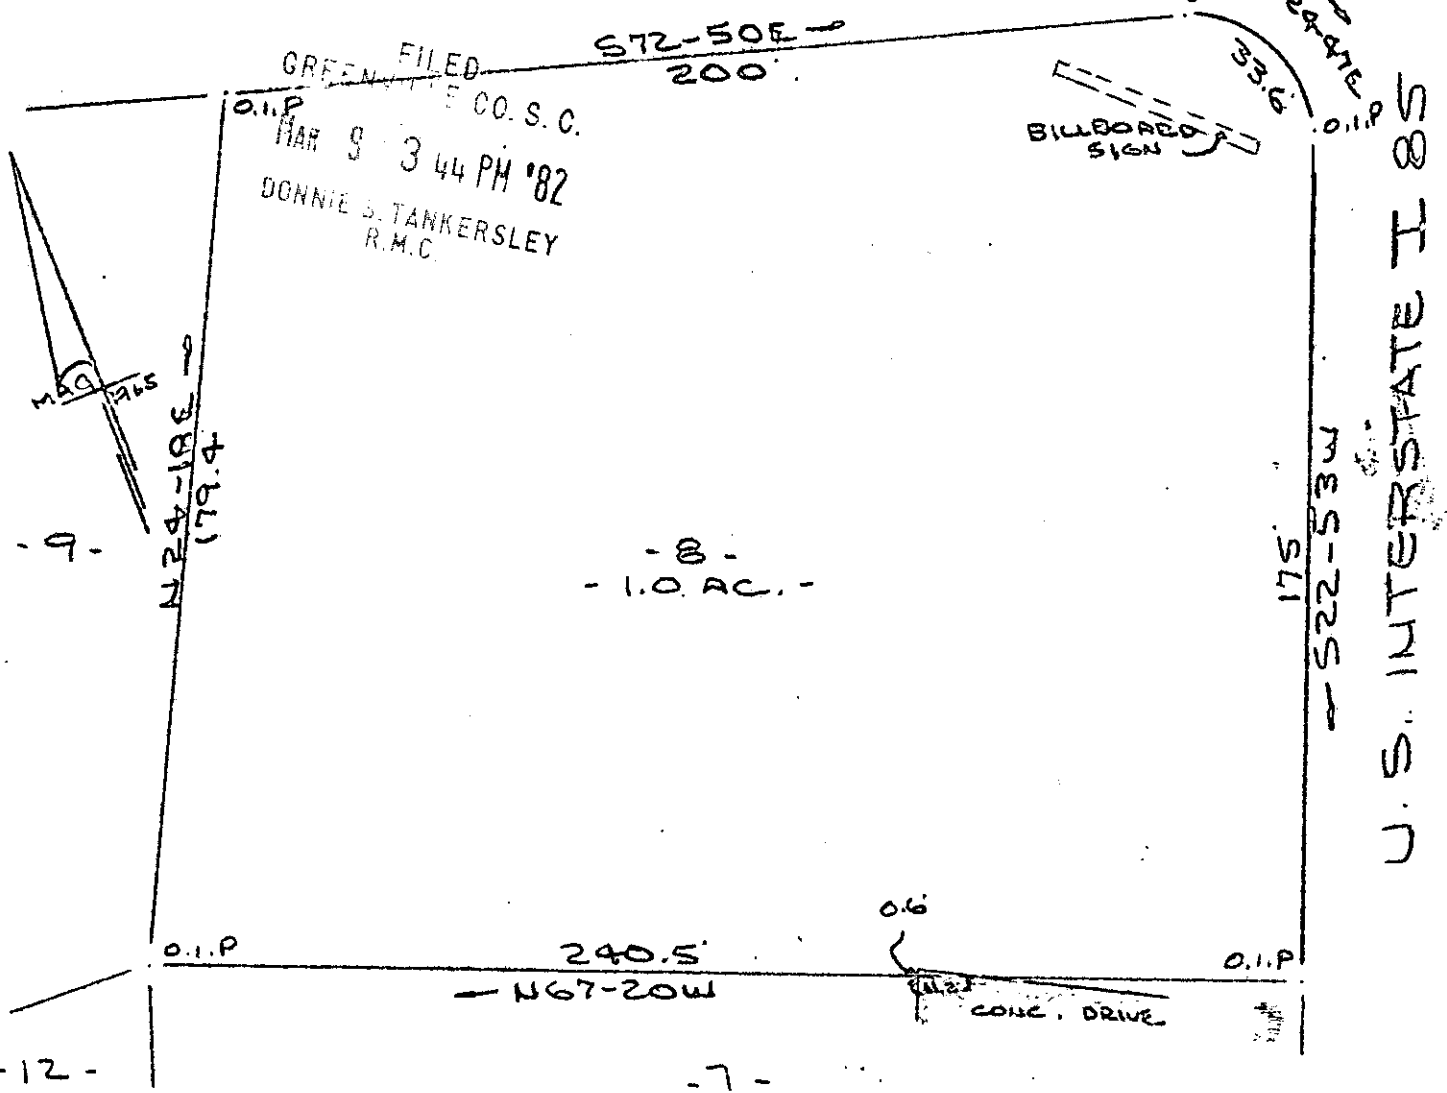 S72-50E
200'
FILED
GREENVILLE CO. S. C.
MAR 9 3 44 PM '82
DONNIE S. TANKERSLEY
R.M.C.
O.I.P
33.6'
O.I.P
BILLBOARD
SIGN
U.S. INTERSTATE I 85
MAG 1965
N24-18E
179.4
- 9 -
- 8 -
- 1.0 AC. -
175'
S22-53W
0.6'
O.I.P
240.5'
O.I.P
N67-20W
CONC. DRIVE
-12-
-7-